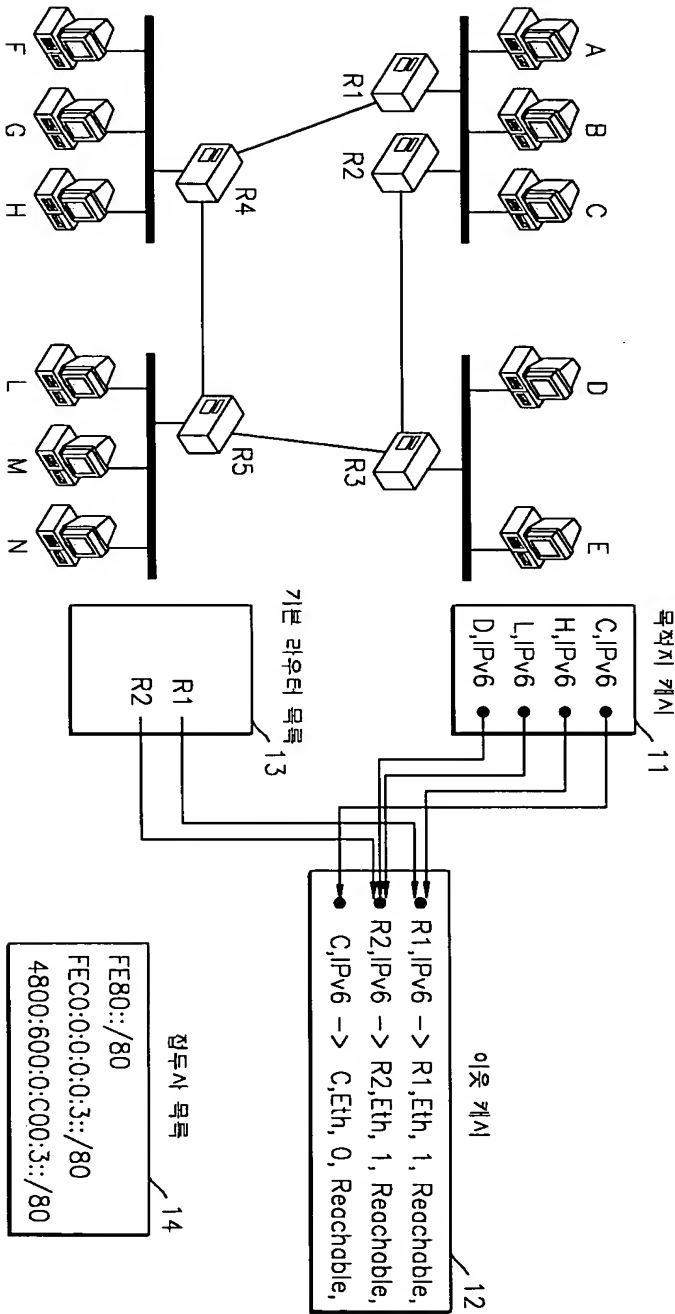 A
B
C
D
E
R1
R2
R3
R4
R5
F
G
H
L
M
N
목적지 캐시
11
C,IPv6
H,IPv6
L,IPv6
D,IPv6
기본 라우터 목록
13
R1
R2
이웃 캐시
12
R1,IPv6 -> R1,Eth, 1, Reachable,
R2,IPv6 -> R2,Eth, 1, Reachable,
C,IPv6 -> C,Eth, 0, Reachable,
접두사 목록
14
FE80::/80
FEC0:0:0:0:3::/80
4800:600:0:C00:3::/80